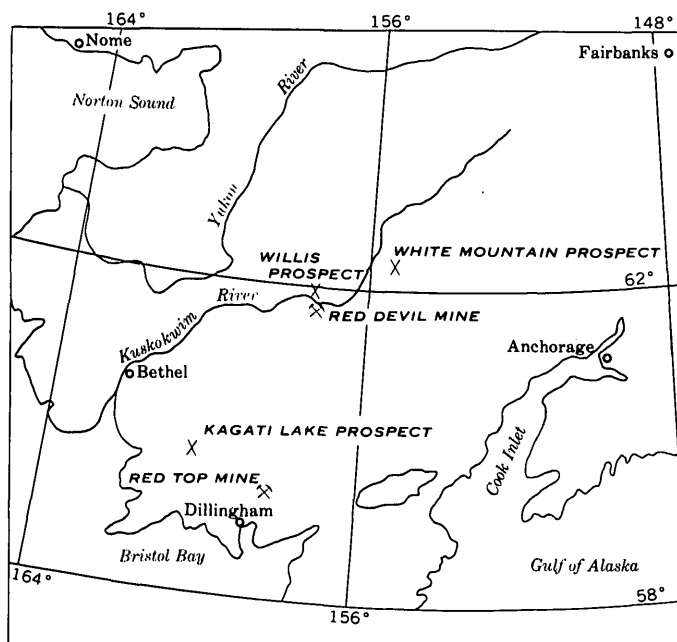 164°
156°
148°
Nome
Fairbanks
Norton Sound
River
Yukon
WILLIS
PROSPECT
WHITE MOUNTAIN PROSPECT
62°
River
RED DEVIL MINE
Kuskokwim
Anchorage
Bethel
KAGATI LAKE PROSPECT
Cook Inlet
RED TOP MINE
Dillingham
Bristol Bay
Gulf of Alaska
164°
58°
156°